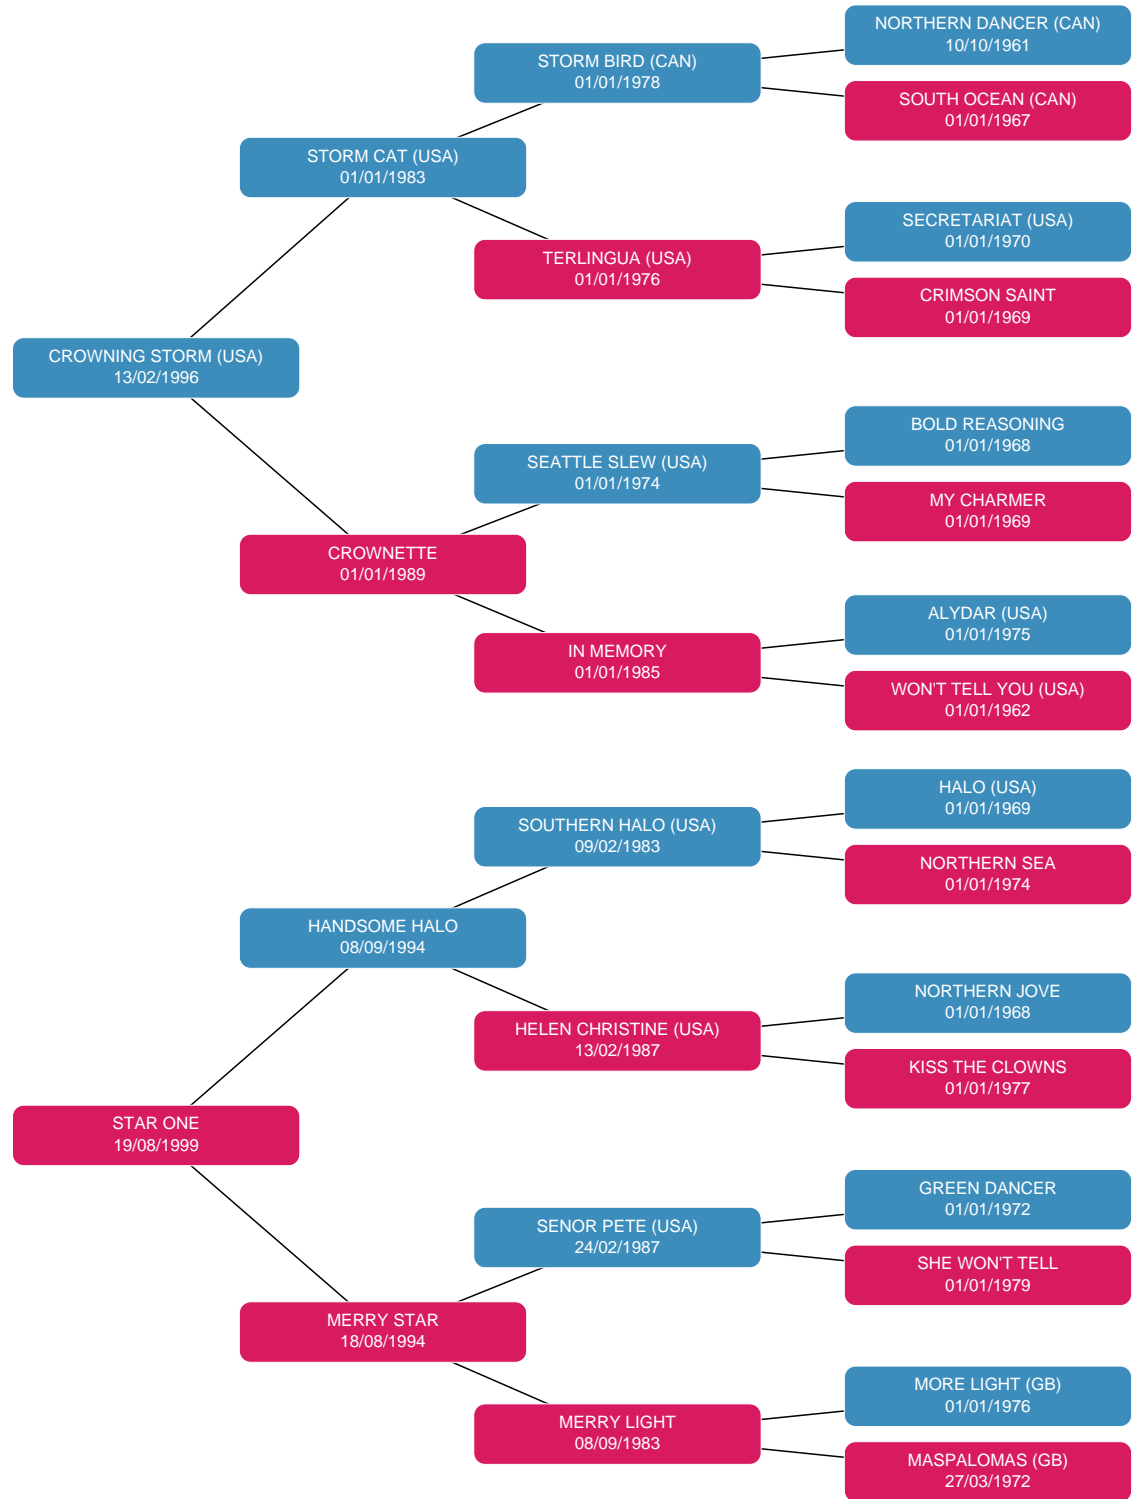 NORTHERN DANCER (CAN)
10/10/1961
STORM BIRD (CAN)
01/01/1978
SOUTH OCEAN (CAN)
01/01/1967
STORM CAT (USA)
01/01/1983
SECRETARIAT (USA)
01/01/1970
TERLINGUA (USA)
01/01/1976
CRIMSON SAINT
01/01/1969
CROWNING STORM (USA)
13/02/1996
BOLD REASONING
01/01/1968
SEATTLE SLEW (USA)
01/01/1974
MY CHARMER
01/01/1969
CROWNETTE
01/01/1989
ALYDAR (USA)
01/01/1975
IN MEMORY
01/01/1985
WON'T TELL YOU (USA)
01/01/1962
HALO (USA)
01/01/1969
SOUTHERN HALO (USA)
09/02/1983
NORTHERN SEA
01/01/1974
HANDSOME HALO
08/09/1994
NORTHERN JOVE
01/01/1968
HELEN CHRISTINE (USA)
13/02/1987
KISS THE CLOWNS
01/01/1977
STAR ONE
19/08/1999
GREEN DANCER
01/01/1972
SENOR PETE (USA)
24/02/1987
SHE WON'T TELL
01/01/1979
MERRY STAR
18/08/1994
MORE LIGHT (GB)
01/01/1976
MERRY LIGHT
08/09/1983
MASPALOMAS (GB)
27/03/1972